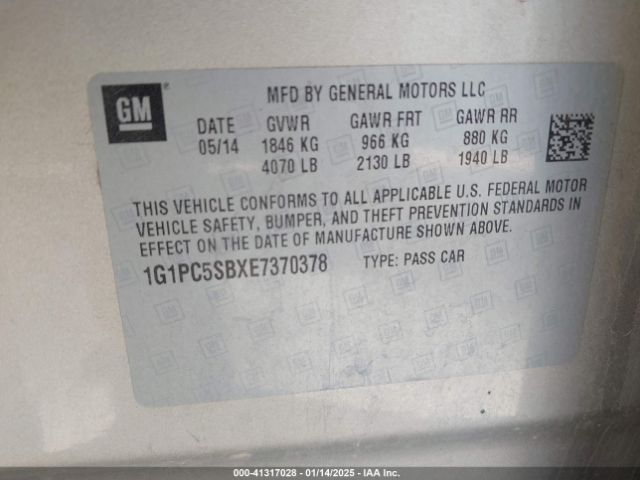 GM
MFD BY GENERAL MOTORS LLC
DATE GVWR GAWR FRT GAWR RR
05/14 1846 KG 966 KG 880 KG
4070 LB 2130 LB 1940 LB
THIS VEHICLE CONFORMS TO ALL APPLICABLE U.S. FEDERAL MOTOR
VEHICLE SAFETY, BUMPER, AND THEFT PREVENTION STANDARDS IN
EFFECT ON THE DATE OF MANUFACTURE SHOWN ABOVE.
1G1PC5SBXE7370378 TYPE: PASS CAR
000-41317028 - 01/14/2025 - IAA Inc.